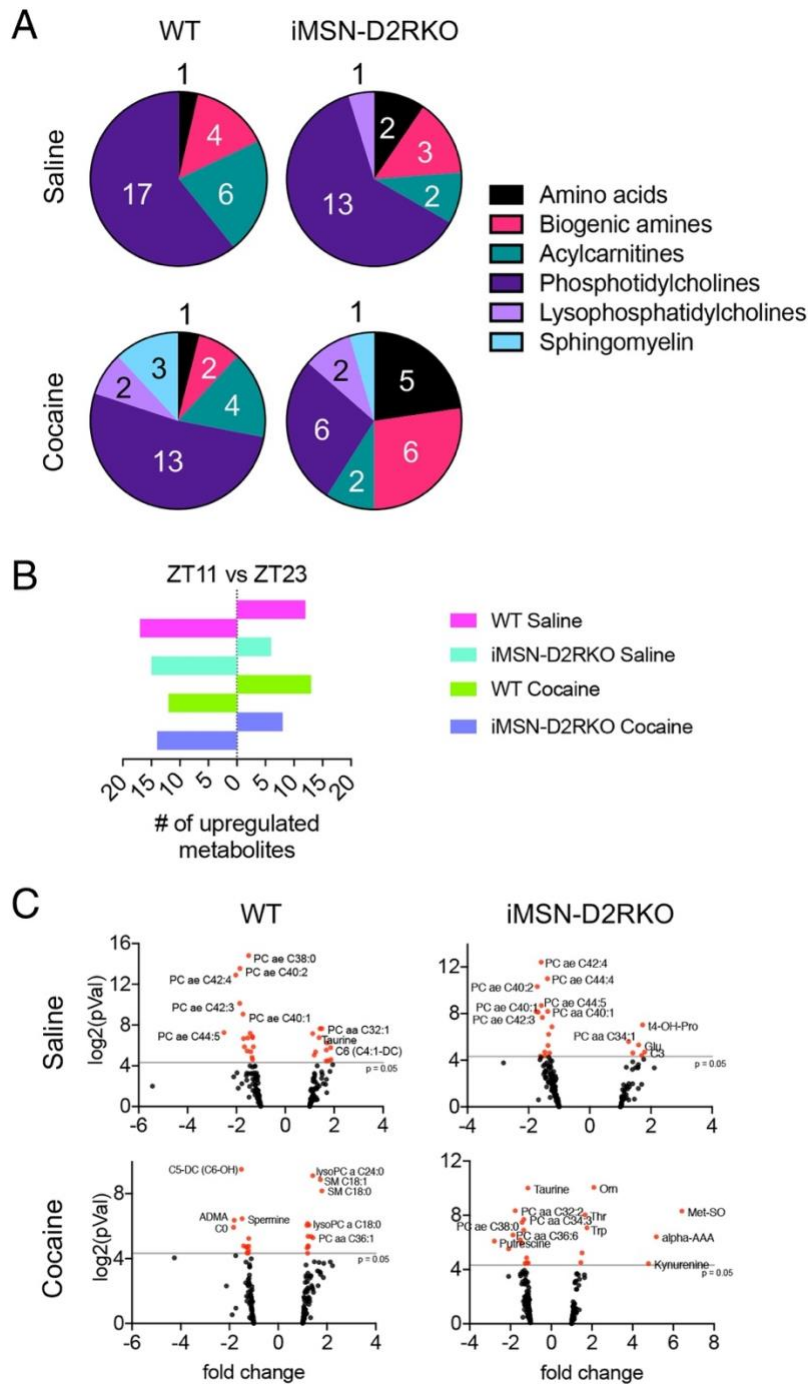 A
WT
iMSN-D2RKO
Saline
1
4
6
17
1
2
3
2
13
Cocaine
1
2
4
13
2
3
1
5
6
2
6
2
Amino acids
Biogenic amines
Acylcarnitines
Phosphotidylcholines
Lysophosphatidylcholines
Sphingomyelin
B
ZT11 vs ZT23
20 15 10 5 0 5 10 15 20
# of upregulated
metabolites
WT Saline
iMSN-D2RKO Saline
WT Cocaine
iMSN-D2RKO Cocaine
C
WT
iMSN-D2RKO
Saline
log2(pVal)
16
12
8
4
0
-6 -4 -2 0 2 4
PC ae C38:0
PC ae C40:2
PC ae C42:4
PC ae C42:3
PC ae C40:1
PC ae C44:5
PC aa C32:1
Taurine
C6 (C4:1-DC)
p = 0.05
12
8
4
0
-4 -2 0 2 4
PC ae C42:4
PC ae C44:4
PC ae C40:2
PC ae C44:5
PC ae C40:1
PC aa C40:1
PC ae C42:3
t4-OH-Pro
PC aa C34:1
Glu
C3
p = 0.05
Cocaine
log2(pVal)
8
4
0
-6 -4 -2 0 2 4
fold change
C5-DC (C6-OH)
lysoPC a C24:0
SM C18:1
SM C18:0
ADMA
Spermine
C0
lysoPC a C18:0
PC aa C36:1
p = 0.05
12
8
4
0
-4 -2 0 2 4 6 8
fold change
Taurine
Orn
PC aa C32:2
Thr
Met-SO
PC aa C34:3
PC ae C38:0
Trp
PC aa C36:6
alpha-AAA
Putrescine
Kynurenine
p = 0.05